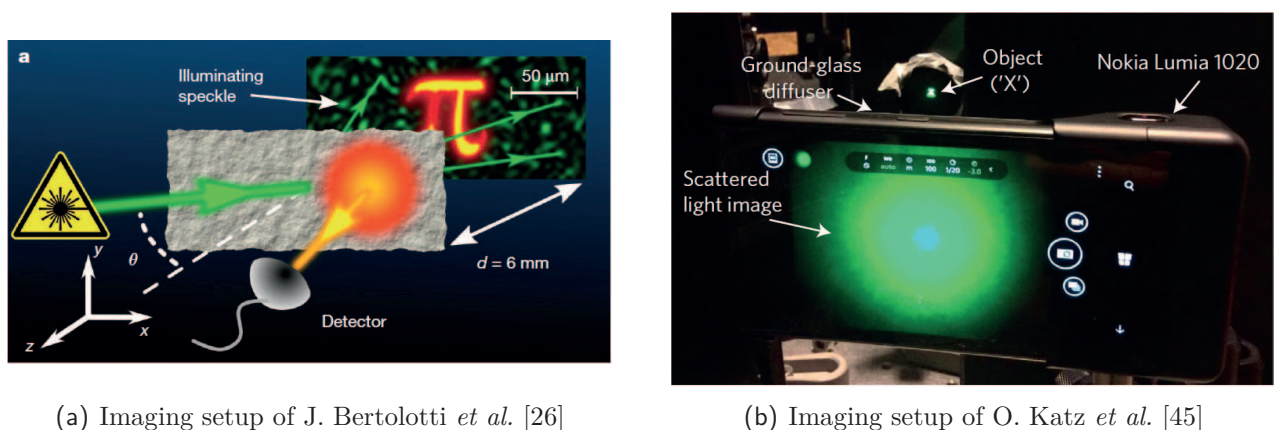 a
Illuminating
speckle
50 µm
θ
y
x
z
d = 6 mm
Detector
Ground-glass
diffuser
Object
('X')
Nokia Lumia 1020
Scattered
light image
auto
m
100
1/20
-3.0
X
(a) Imaging setup of J. Bertolotti et al. [26]
(b) Imaging setup of O. Katz et al. [45]